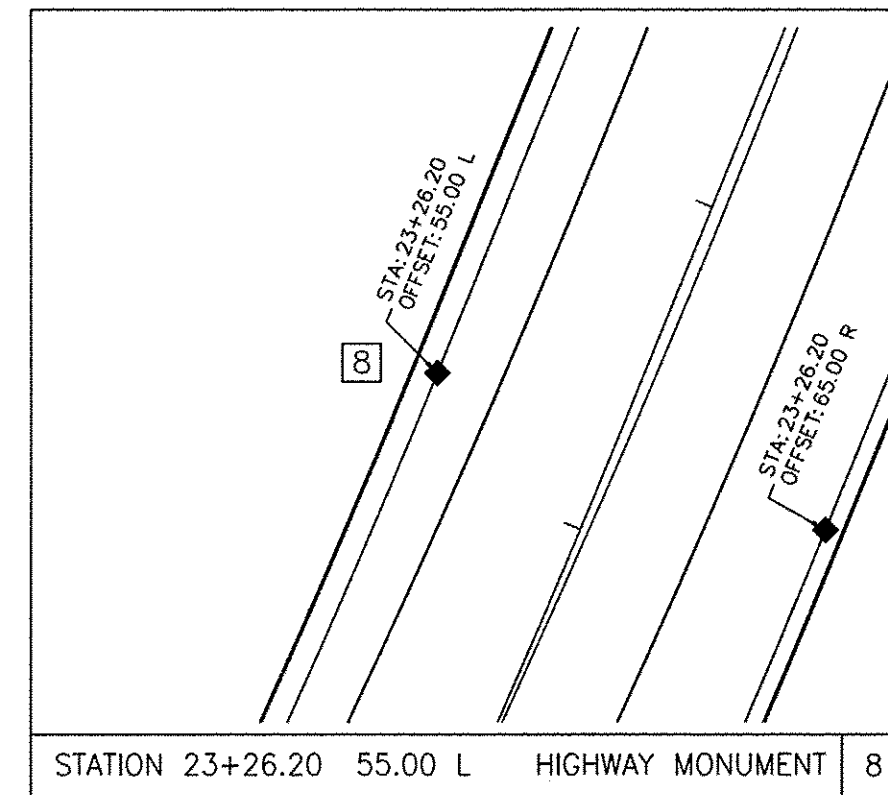 STA: 23+26.20
OFFSET: 55.00 L
8
STA: 23+26.20
OFFSET: 65.00 R
STATION 23+26.20 55.00 L HIGHWAY MONUMENT 8